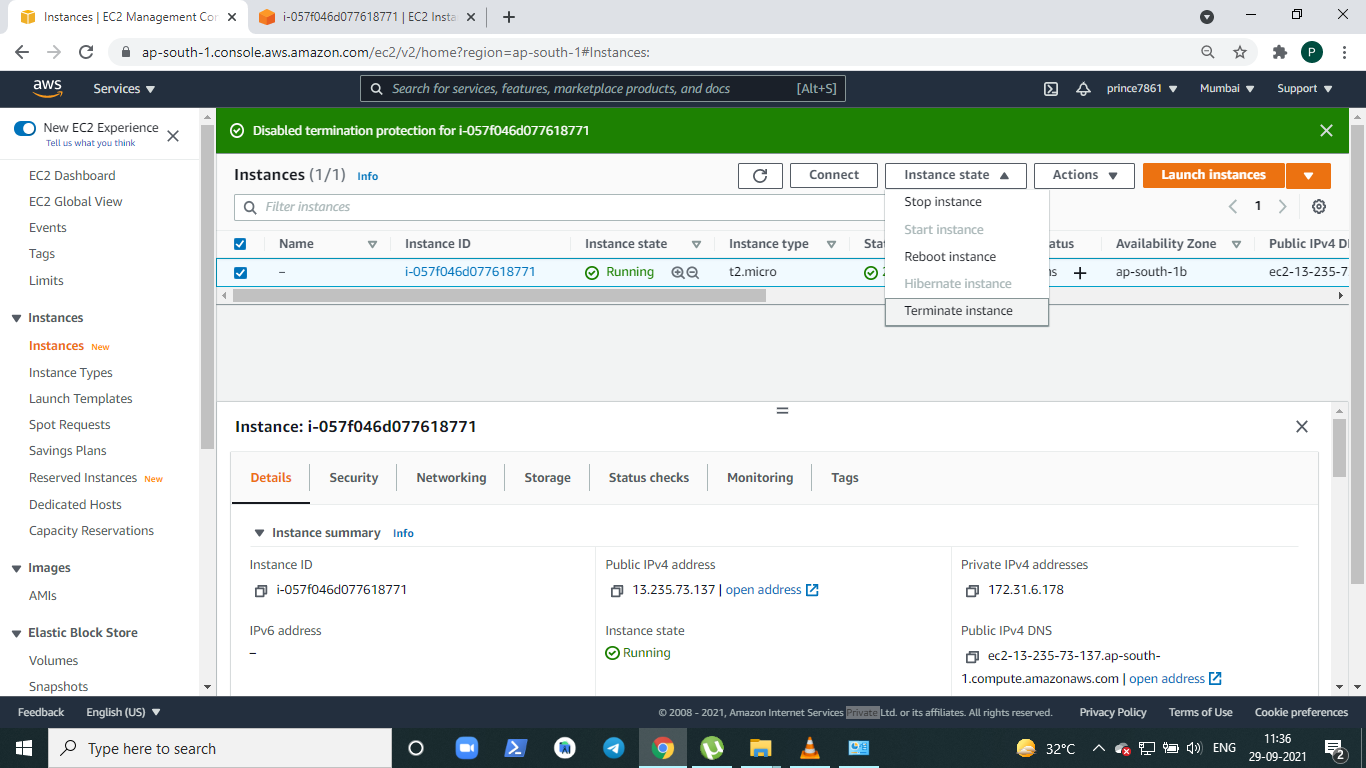 Instances | EC2 Management Con
i-057f046d077618771 | EC2 Insta
ap-south-1.console.aws.amazon.com/ec2/v2/home?region=ap-south-1#Instances:
P
aws
Services
Search for services, features, marketplace products, and docs [Alt+S]
prince7861
Mumbai
Support
New EC2 Experience
Tell us what you think
EC2 Dashboard
EC2 Global View
Events
Tags
Limits
Instances
Instances New
Instance Types
Launch Templates
Spot Requests
Savings Plans
Reserved Instances New
Dedicated Hosts
Capacity Reservations
Images
AMIs
Elastic Block Store
Volumes
Snapshots
Disabled termination protection for i-057f046d077618771
Instances (1/1) Info
Connect
Instance state
Actions
Launch instances
Filter instances
1
Stop instance
Start instance
Reboot instance
Hibernate instance
Terminate instance
Name Instance ID Instance state Instance type Stat atus Availability Zone Public IPv4 D
– i-057f046d077618771 Running t2.micro 2 ns ap-south-1b ec2-13-235-7
Instance: i-057f046d077618771
Details Security Networking Storage Status checks Monitoring Tags
Instance summary Info
Instance ID
i-057f046d077618771
Public IPv4 address
13.235.73.137 | open address
Private IPv4 addresses
172.31.6.178
IPv6 address
–
Instance state
Running
Public IPv4 DNS
ec2-13-235-73-137.ap-south-
1.compute.amazonaws.com | open address
Feedback English (US) © 2008 - 2021, Amazon Internet Services Private Ltd. or its affiliates. All rights reserved. Privacy Policy Terms of Use Cookie preferences
Type here to search
32°C
ENG
11:36
29-09-2021
2